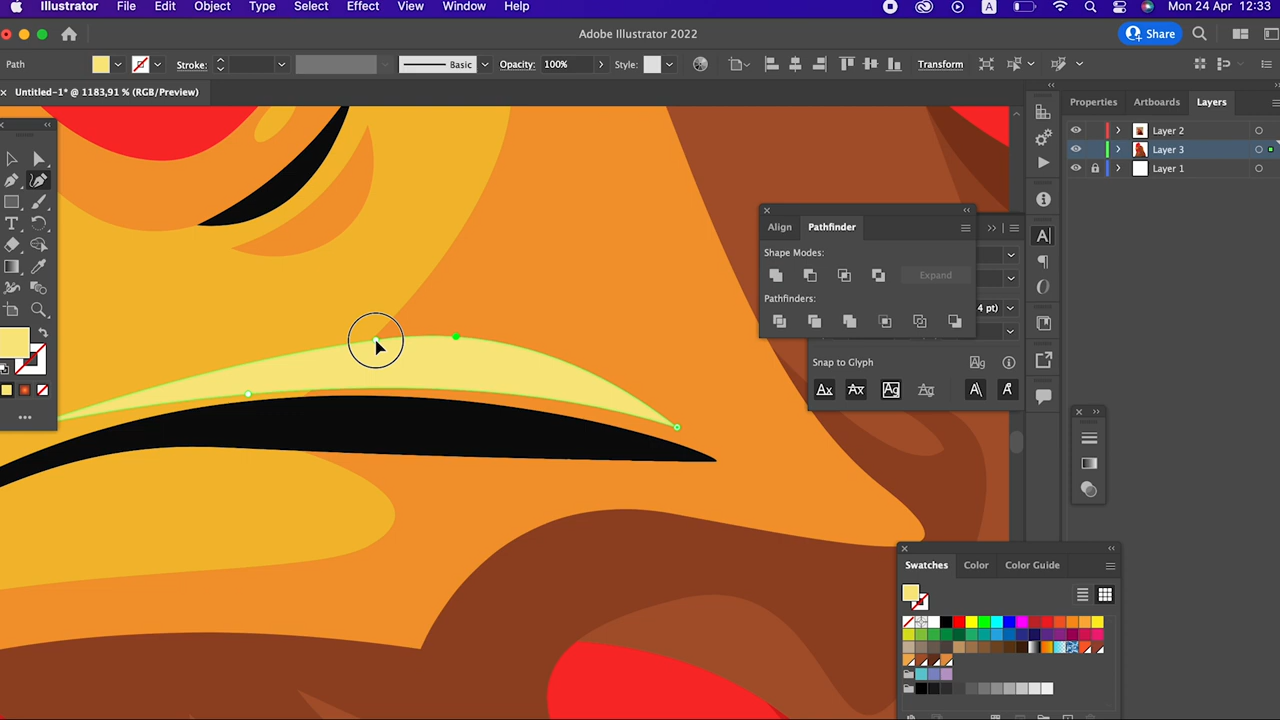 Illustrator File Edit Object Type Select Effect View Window Help A Mon 24 Apr 12:33
Adobe Illustrator 2022 Share
Path Stroke: Basic Opacity: 100% Style: Transform
Untitled-1* @ 1183,91 % (RGB/Preview)
Properties Artboards Layers
Layer 2
Layer 3
Layer 1
Align Pathfinder
Shape Modes:
Expand
Pathfinders:
4 pt)
Snap to Glyph
Swatches Color Color Guide